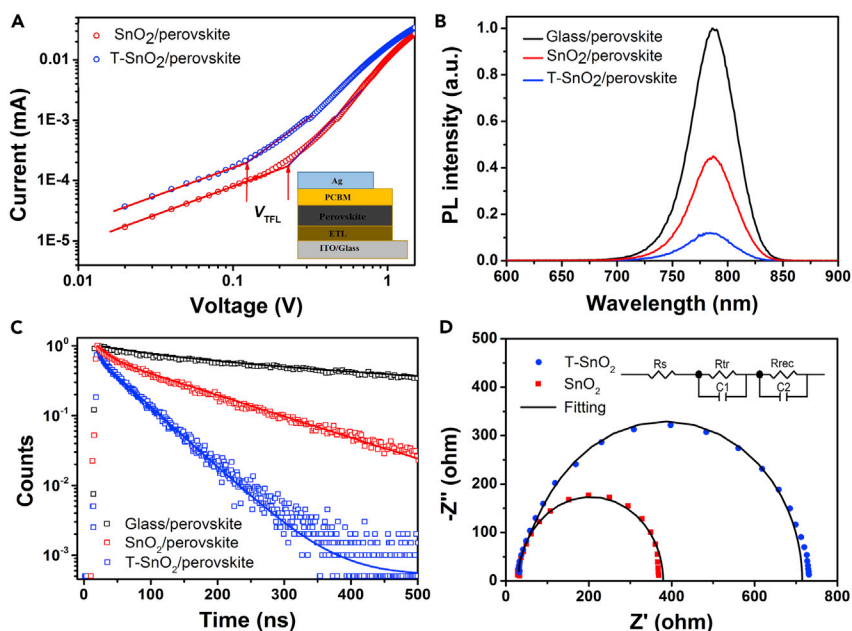 A
SnO2/perovskite
T-SnO2/perovskite
Current (mA)
0.01
1E-3
1E-4
1E-5
VTFL
Ag
PCBM
Perovskite
ETL
ITO/Glass
0.01
0.1
1
Voltage (V)
B
Glass/perovskite
SnO2/perovskite
T-SnO2/perovskite
PL intensity (a.u.)
1.0
0.8
0.6
0.4
0.2
0.0
600 700 750 800 850 900
Wavelength (nm)
C
Counts
10^0
10^-1
10^-2
10^-3
Glass/perovskite
SnO2/perovskite
T-SnO2/perovskite
0 100 200 300 400 500
Time (ns)
D
T-SnO2
SnO2
Fitting
Rs
Rtr
Rrec
C1
C2
-Z" (ohm)
-500
-400
300
200
-100
0
0 200 400 600 800
Z' (ohm)